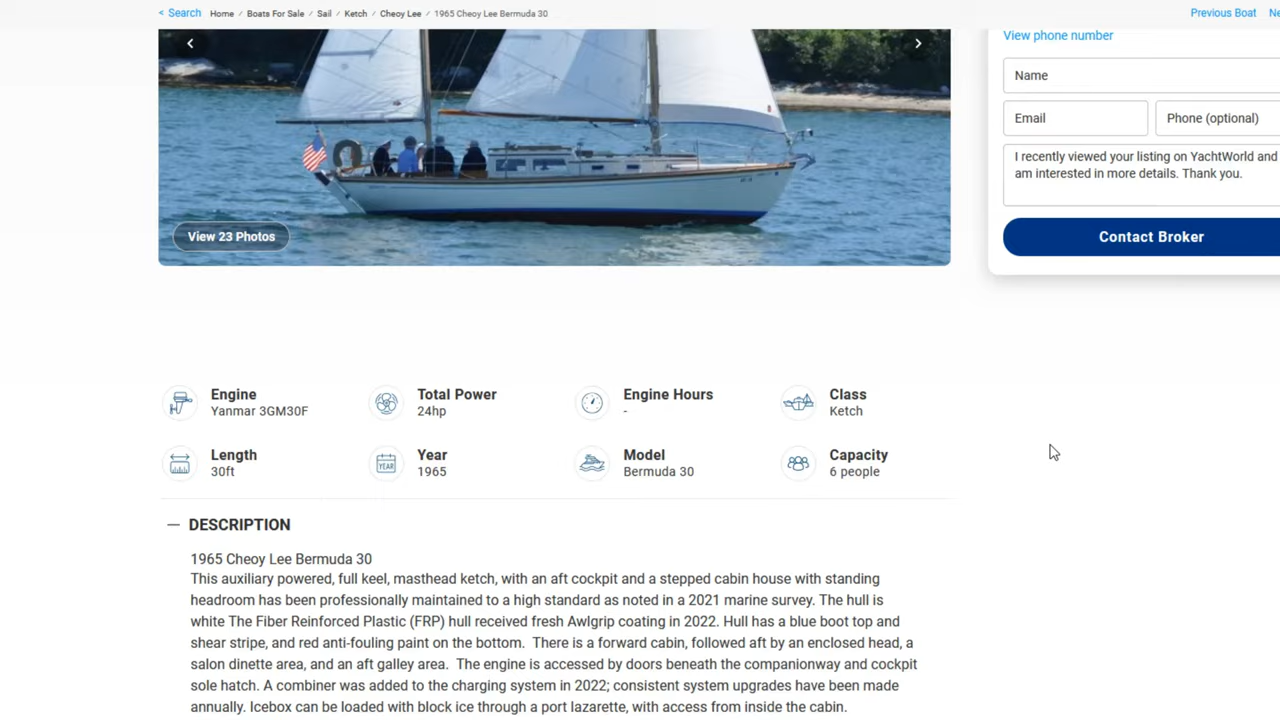 < Search Home / Boats For Sale / Sail / Ketch / Cheoy Lee / 1965 Cheoy Lee Bermuda 30
Previous Boat Ne
View phone number
Name
Email
Phone (optional)
I recently viewed your listing on YachtWorld and
am interested in more details. Thank you.
Contact Broker
View 23 Photos
Engine
Yanmar 3GM30F
Total Power
24hp
Engine Hours
-
Class
Ketch
Length
30ft
YEAR
Year
1965
Model
Bermuda 30
Capacity
6 people
— DESCRIPTION
1965 Cheoy Lee Bermuda 30
This auxiliary powered, full keel, masthead ketch, with an aft cockpit and a stepped cabin house with standing
headroom has been professionally maintained to a high standard as noted in a 2021 marine survey. The hull is
white The Fiber Reinforced Plastic (FRP) hull received fresh Awlgrip coating in 2022. Hull has a blue boot top and
shear stripe, and red anti-fouling paint on the bottom.  There is a forward cabin, followed aft by an enclosed head, a
salon dinette area, and an aft galley area.  The engine is accessed by doors beneath the companionway and cockpit
sole hatch. A combiner was added to the charging system in 2022; consistent system upgrades have been made
annually. Icebox can be loaded with block ice through a port lazarette, with access from inside the cabin.